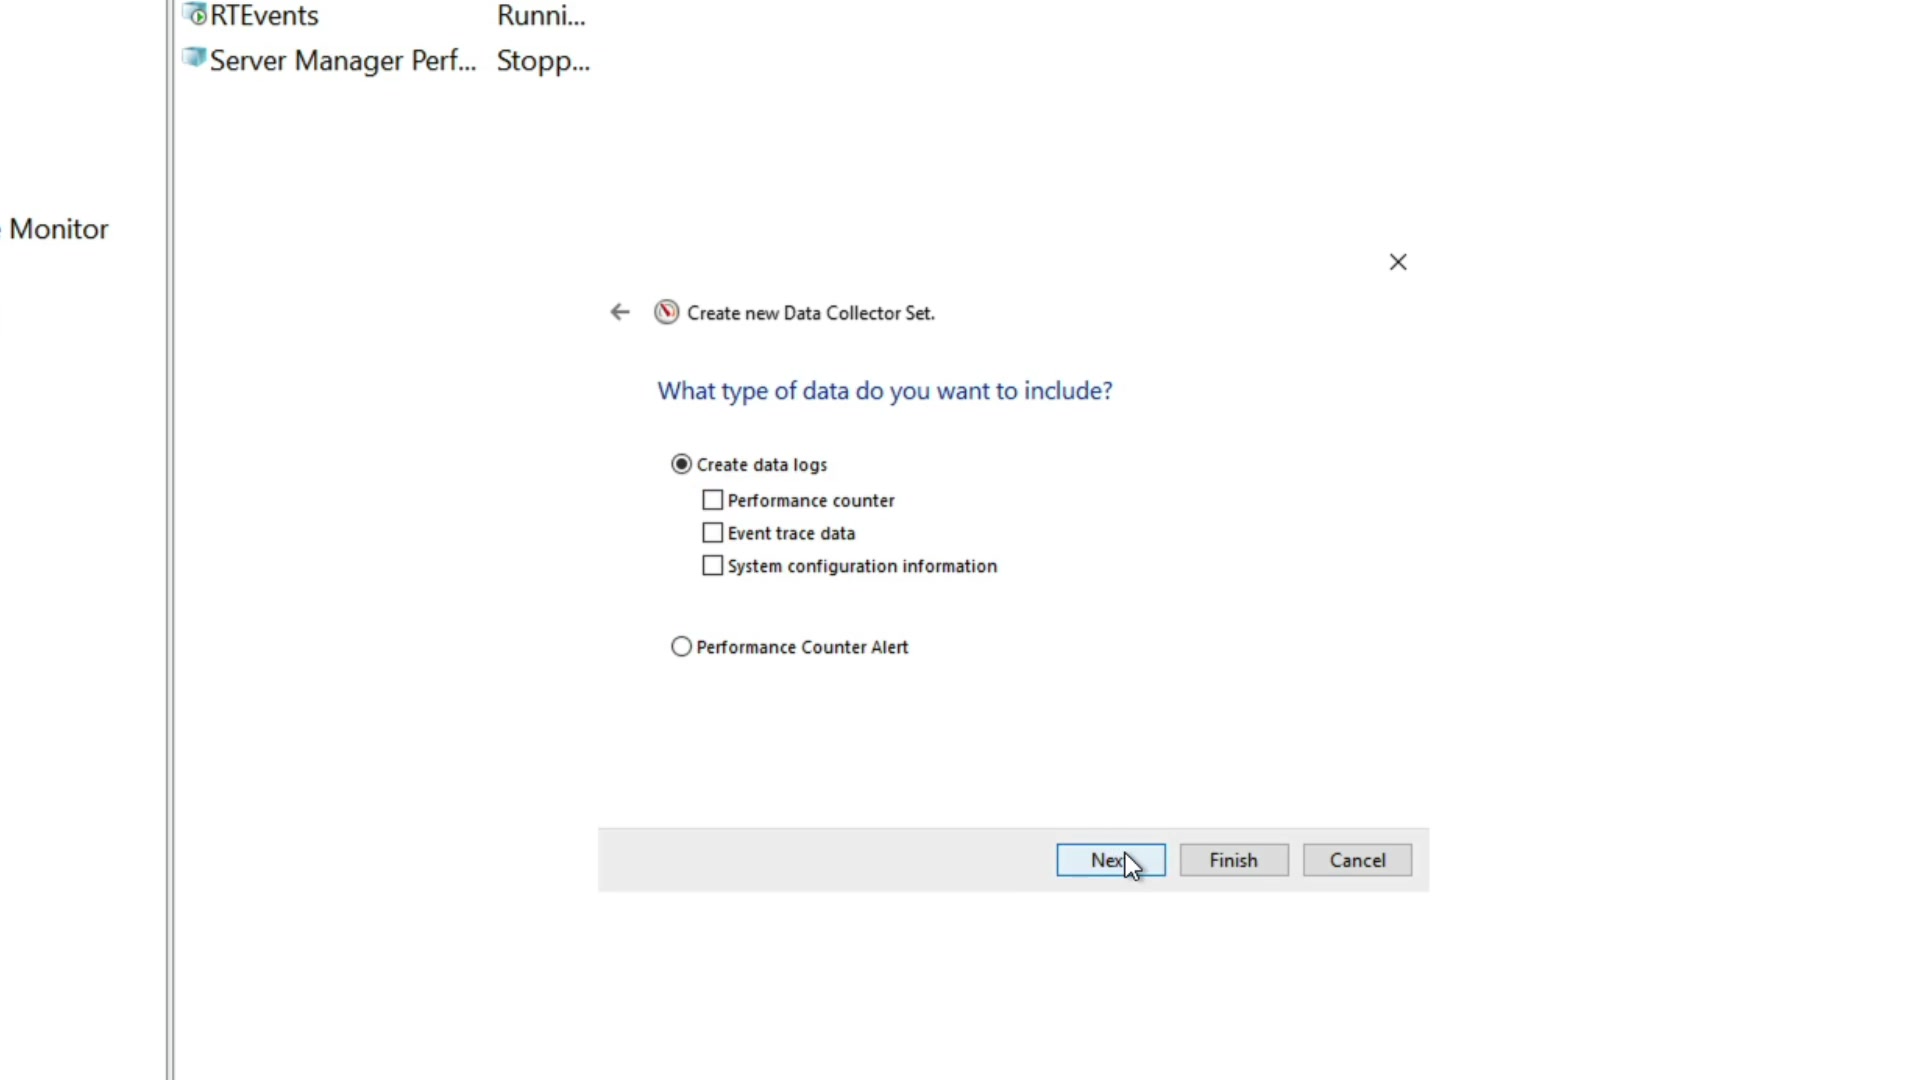 RTEvents Runni...
Server Manager Perf... Stopp...
Monitor
Create new Data Collector Set.
What type of data do you want to include?
Create data logs
Performance counter
Event trace data
System configuration information
Performance Counter Alert
Nex Finish Cancel